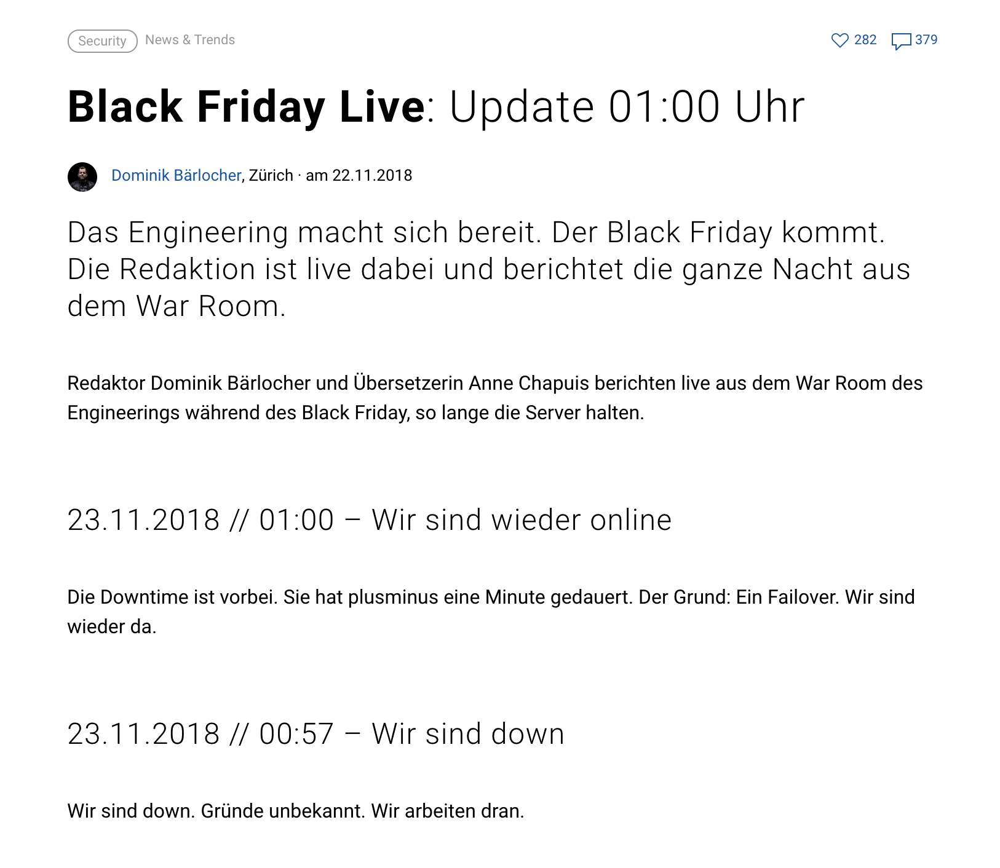 Security News & Trends 282 379
Black Friday Live: Update 01:00 Uhr
Dominik Bärlocher, Zürich · am 22.11.2018
Das Engineering macht sich bereit. Der Black Friday kommt.
Die Redaktion ist live dabei und berichtet die ganze Nacht aus
dem War Room.
Redaktor Dominik Bärlocher und Übersetzerin Anne Chapuis berichten live aus dem War Room des
Engineerings während des Black Friday, so lange die Server halten.
23.11.2018 // 01:00 – Wir sind wieder online
Die Downtime ist vorbei. Sie hat plusminus eine Minute gedauert. Der Grund: Ein Failover. Wir sind
wieder da.
23.11.2018 // 00:57 – Wir sind down
Wir sind down. Gründe unbekannt. Wir arbeiten dran.